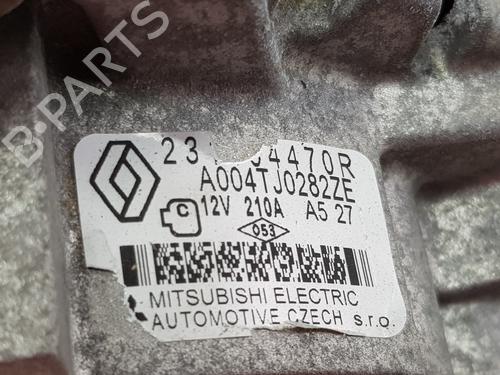 B-PARTS
A004TJ0282ZE
C 12V 210A A5 27
053
MITSUBISHI ELECTRIC
AUTOMOTIVE CZECH s.r.o.